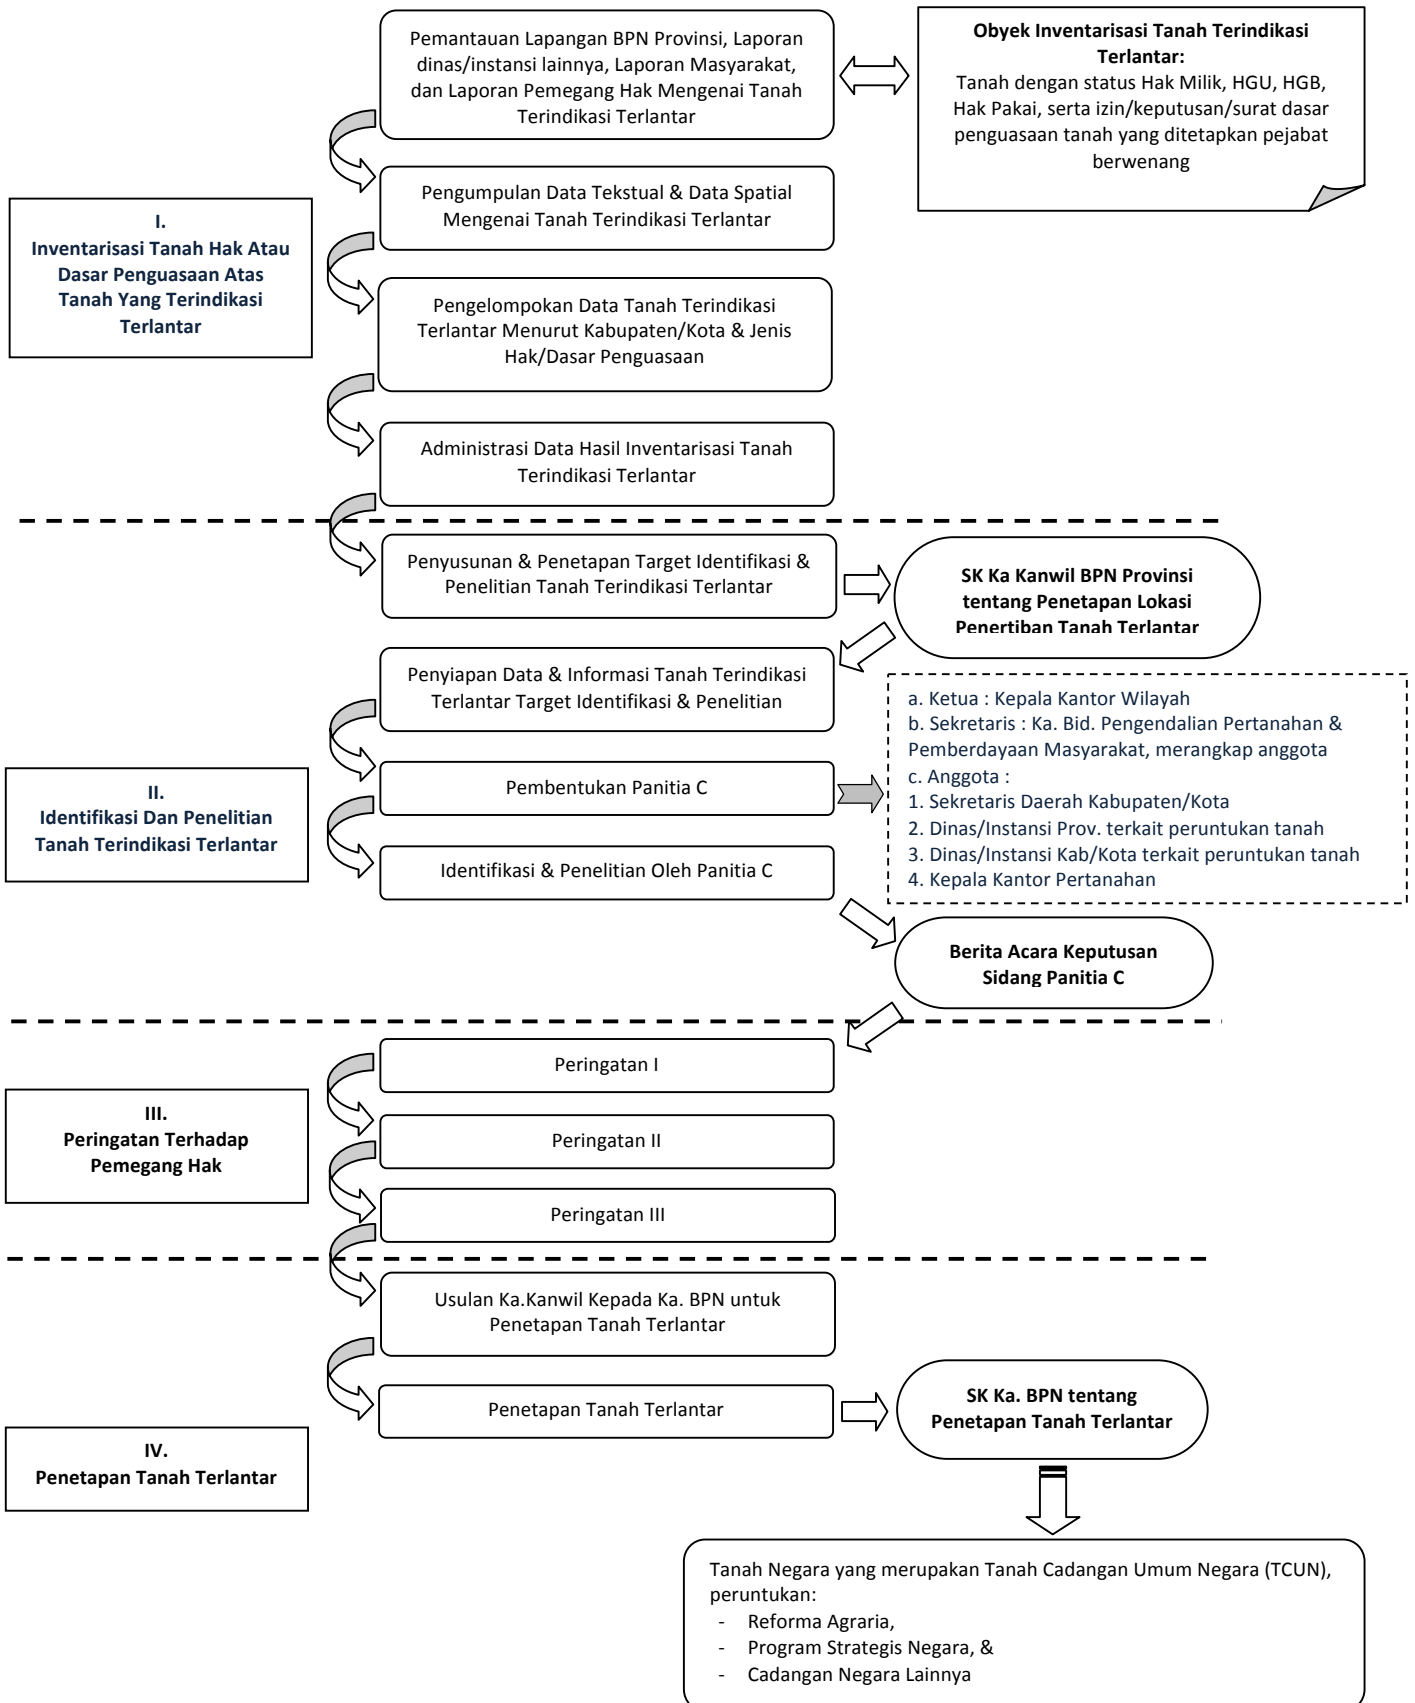 Pemantauan Lapangan BPN Provinsi, Laporan
dinas/instansi lainnya, Laporan Masyarakat,
dan Laporan Pemegang Hak Mengenai Tanah
Terindikasi Terlantar
Obyek Inventarisasi Tanah Terindikasi
Terlantar:
Tanah dengan status Hak Milik, HGU, HGB,
Hak Pakai, serta izin/keputusan/surat dasar
penguasaan tanah yang ditetapkan pejabat
berwenang
I.
Inventarisasi Tanah Hak Atau
Dasar Penguasaan Atas
Tanah Yang Terindikasi
Terlantar
Pengumpulan Data Tekstual & Data Spatial
Mengenai Tanah Terindikasi Terlantar
Pengelompokan Data Tanah Terindikasi
Terlantar Menurut Kabupaten/Kota & Jenis
Hak/Dasar Penguasaan
Administrasi Data Hasil Inventarisasi Tanah
Terindikasi Terlantar
Penyusunan & Penetapan Target Identifikasi &
Penelitian Tanah Terindikasi Terlantar
SK Ka Kanwil BPN Provinsi
tentang Penetapan Lokasi
Penertiban Tanah Terlantar
Penyiapan Data & Informasi Tanah Terindikasi
Terlantar Target Identifikasi & Penelitian
II.
Identifikasi Dan Penelitian
Tanah Terindikasi Terlantar
Pembentukan Panitia C
a. Ketua : Kepala Kantor Wilayah
b. Sekretaris : Ka. Bid. Pengendalian Pertanahan &
Pemberdayaan Masyarakat, merangkap anggota
c. Anggota :
1. Sekretaris Daerah Kabupaten/Kota
2. Dinas/Instansi Prov. terkait peruntukan tanah
3. Dinas/Instansi Kab/Kota terkait peruntukan tanah
4. Kepala Kantor Pertanahan
Identifikasi & Penelitian Oleh Panitia C
Berita Acara Keputusan
Sidang Panitia C
III.
Peringatan Terhadap
Pemegang Hak
Peringatan I
Peringatan II
Peringatan III
Usulan Ka.Kanwil Kepada Ka. BPN untuk
Penetapan Tanah Terlantar
IV.
Penetapan Tanah Terlantar
Penetapan Tanah Terlantar
SK Ka. BPN tentang
Penetapan Tanah Terlantar
Tanah Negara yang merupakan Tanah Cadangan Umum Negara (TCUN),
peruntukan:
- Reforma Agraria,
- Program Strategis Negara, &
- Cadangan Negara Lainnya